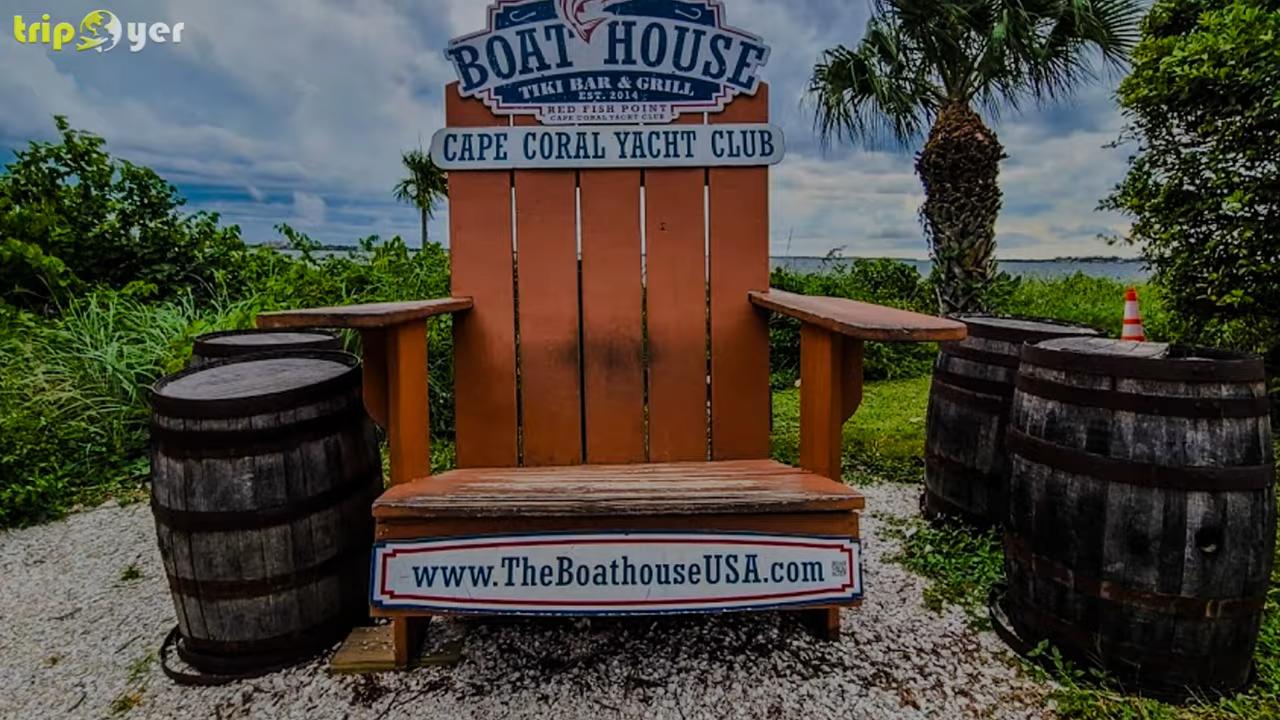 tripoyer
BOAT HOUSE
TIKI BAR & GRILL
EST. 2014
RED FISH POINT
CAPE CORAL YACHT CLUB
CAPE CORAL YACHT CLUB
www.TheBoathouseUSA.com